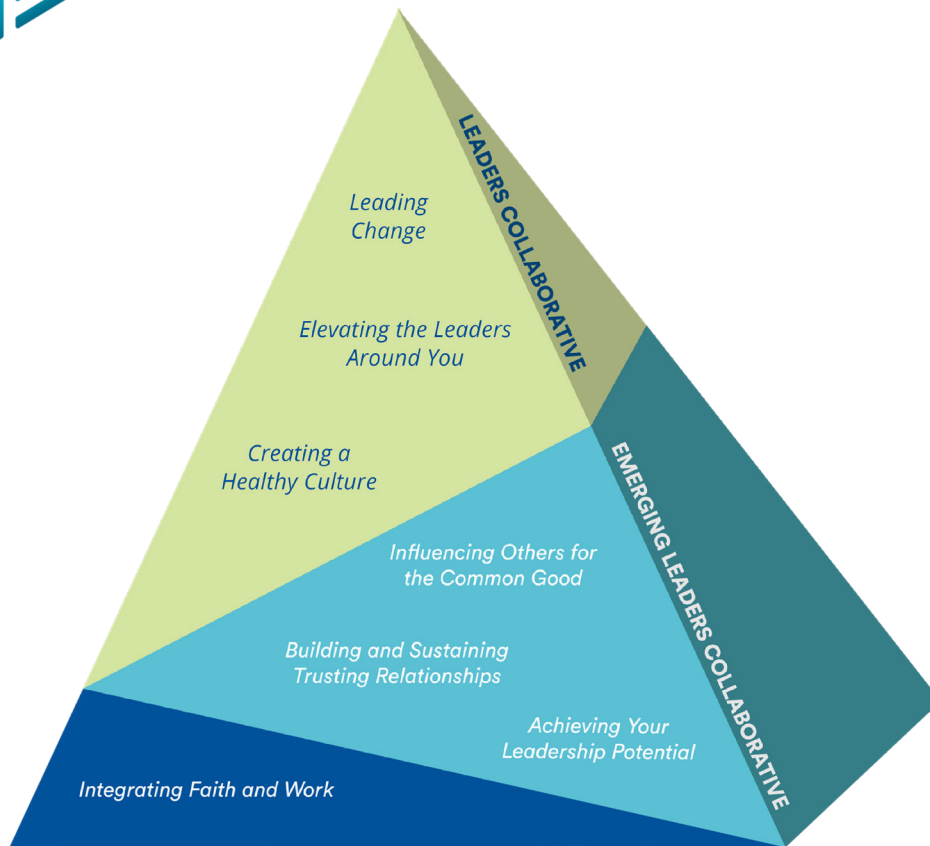 LEADERS COLLABORATIVE
Leading
Change
Elevating the Leaders
Around You
Creating a
Healthy Culture
EMERGING LEADERS COLLABORATIVE
Influencing Others for
the Common Good
Building and Sustaining
Trusting Relationships
Achieving Your
Leadership Potential
Integrating Faith and Work